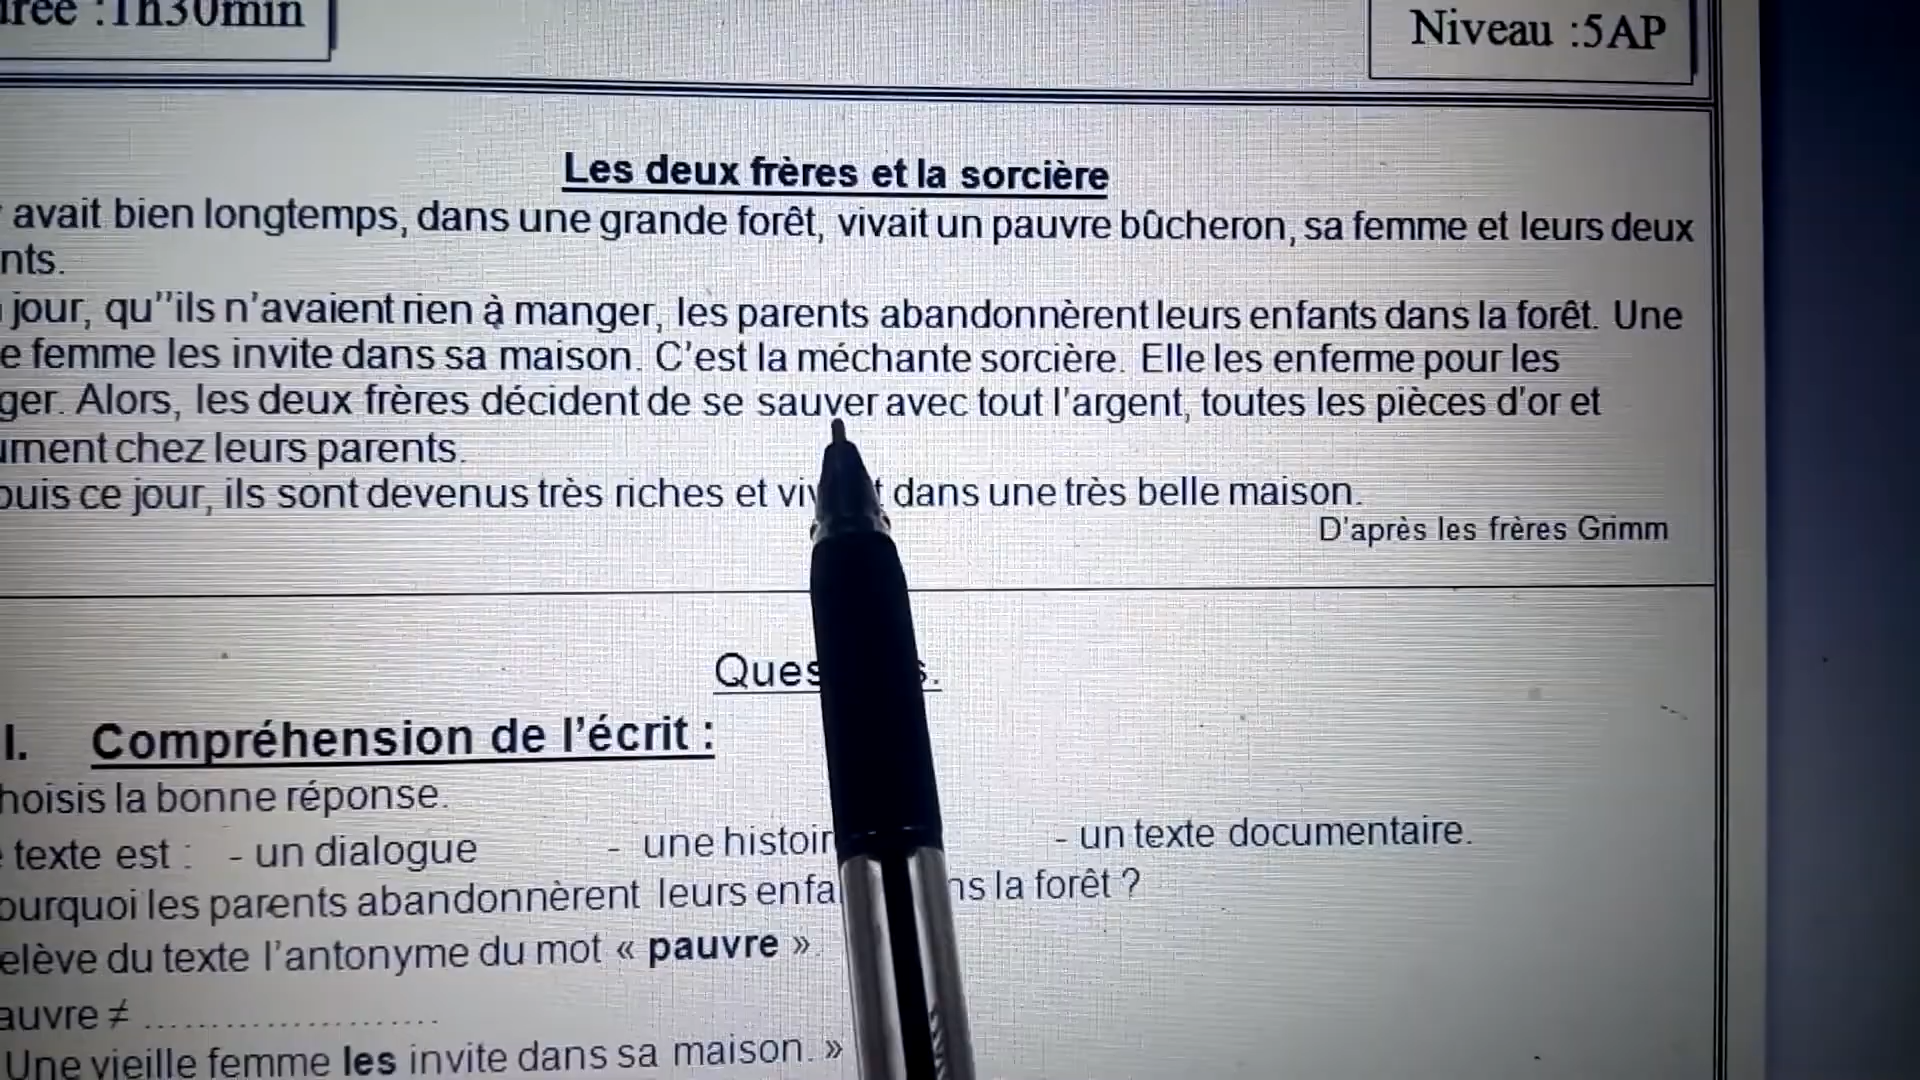 :1h30min
Niveau :5AP
Les deux frères et la sorcière
avait bien longtemps, dans une grande forêt, vivait un pauvre bûcheron, sa femme et leurs deux
nts.
jour, qu''ils n'avaient rien à manger, les parents abandonnèrent leurs enfants dans la forêt. Une
e femme les invite dans sa maison. C'est la méchante sorcière. Elle les enferme pour les
ger. Alors, les deux frères décident de se sauver avec tout l'argent, toutes les pièces d'or et
ument chez leurs parents.
puis ce jour, ils sont devenus très riches et viv t dans une très belle maison.
D'après les frères Grimm
Ques s.
I. Compréhension de l'écrit :
hoisis la bonne réponse.
texte est : - un dialogue - une histoir - un texte documentaire.
ourquoi les parents abandonnèrent leurs enfa ns la forêt ?
elève du texte l'antonyme du mot « pauvre ».
auvre ≠ ........................
Une vieille femme les invite dans sa maison. »